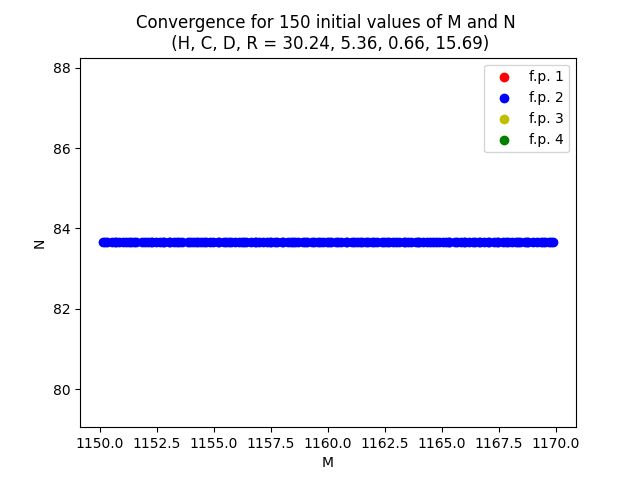 Convergence for 150 initial values of M and N
(H, C, D, R = 30.24, 5.36, 0.66, 15.69)
f.p. 1
f.p. 2
f.p. 3
f.p. 4
88
86
84
82
80
N
1150.0 1152.5 1155.0 1157.5 1160.0 1162.5 1165.0 1167.5 1170.0
M